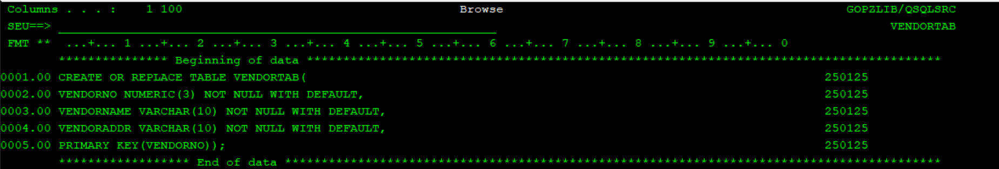 Columns . . . :    1 100                    Browse                    GOPZLIB/QSQLSRC
SEU==>                    VENDORTAB
FMT **  ...+... 1 ...+... 2 ...+... 3 ...+... 4 ...+... 5 ...+... 6 ...+... 7 ...+... 8 ...+... 9 ...+... 0
*************** Beginning of data ***************************************************************************************
0001.00 CREATE OR REPLACE TABLE VENDORTAB(                    250125
0002.00 VENDORNO NUMERIC(3) NOT NULL WITH DEFAULT,                    250125
0003.00 VENDORNAME VARCHAR(10) NOT NULL WITH DEFAULT,                    250125
0004.00 VENDORADDR VARCHAR(10) NOT NULL WITH DEFAULT,                    250125
0005.00 PRIMARY KEY(VENDORNO));                    250125
****************** End of data ******************************************************************************************